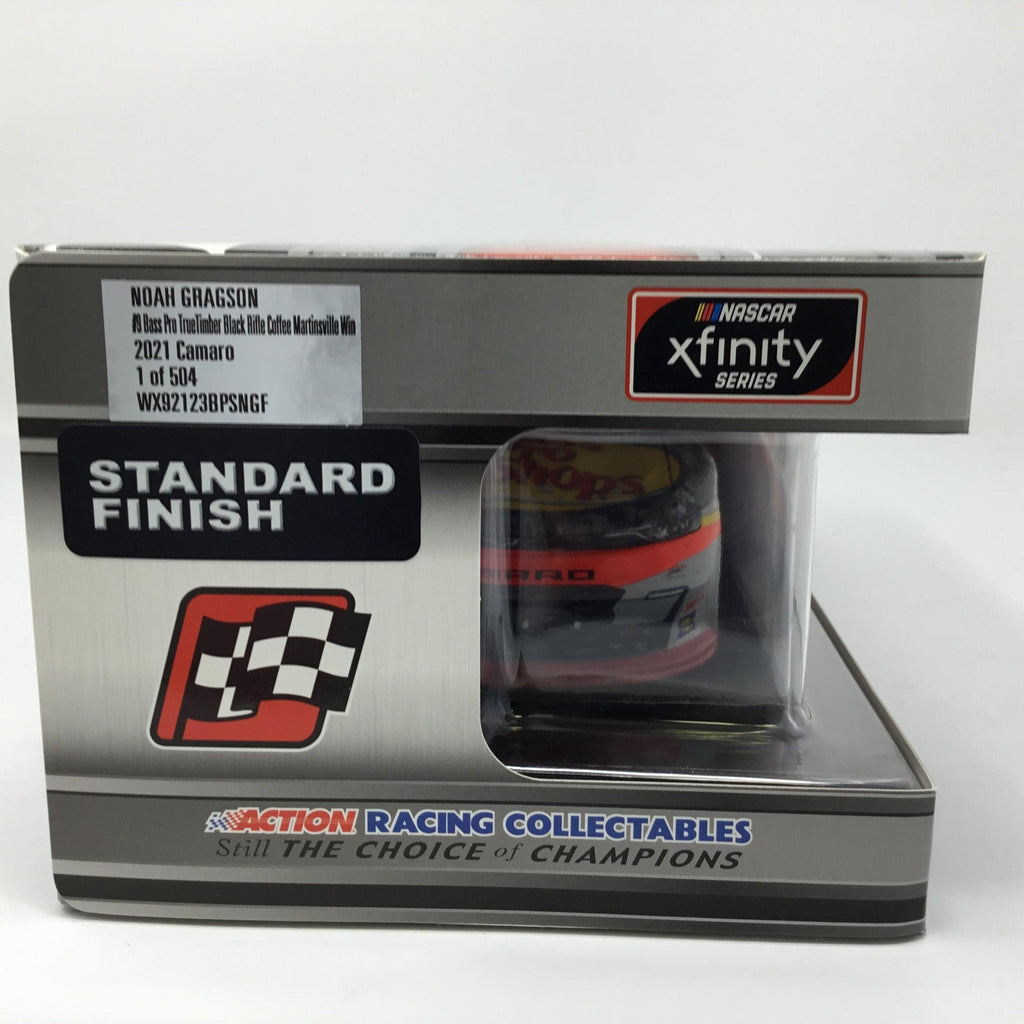 NOAH GRAGSON
#9 Bass Pro TrueTimber Black Rifle Coffee Martinsville Win
2021 Camaro
1 of 504
WX92123BPSNGF
NASCAR
xfinity
SERIES
STANDARD
FINISH
Shops
ACTION RACING COLLECTABLES
Still THE CHOICE of CHAMPIONS